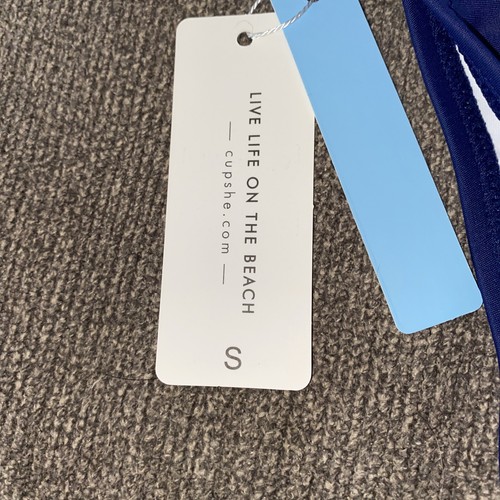 LIVE LIFE ON THE BEACH
— cupshe.com —
S